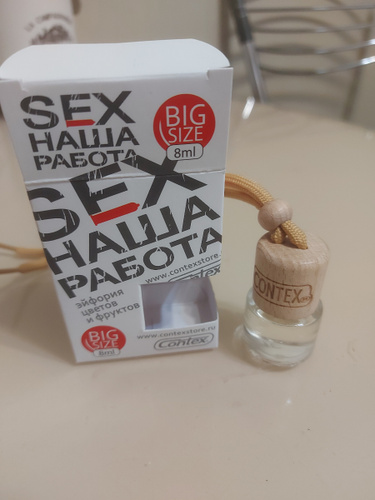 SEX
НАША
РАБОТА
BIG
SIZE
8ml
SEX
НАША
РАБОТА
www.contexstore.
Contex
эйфория
цветов
и фруктов
BIG
SIZE
8ml
www.contexstore.ru
Contex
CONTEX